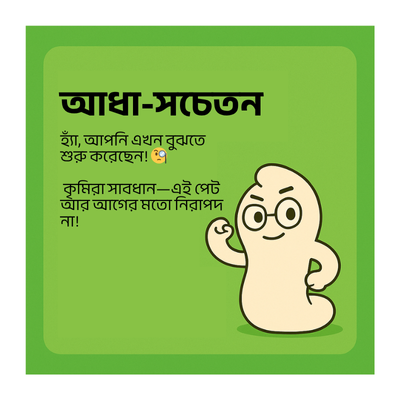 আধা-সচেতন
হ্যাঁ, আপনি এখন বুঝতে
শুরু করেছেন! 🧐
কৃমিরা সাবধান—এই পেট
আর আগের মতো নিরাপদ
না!